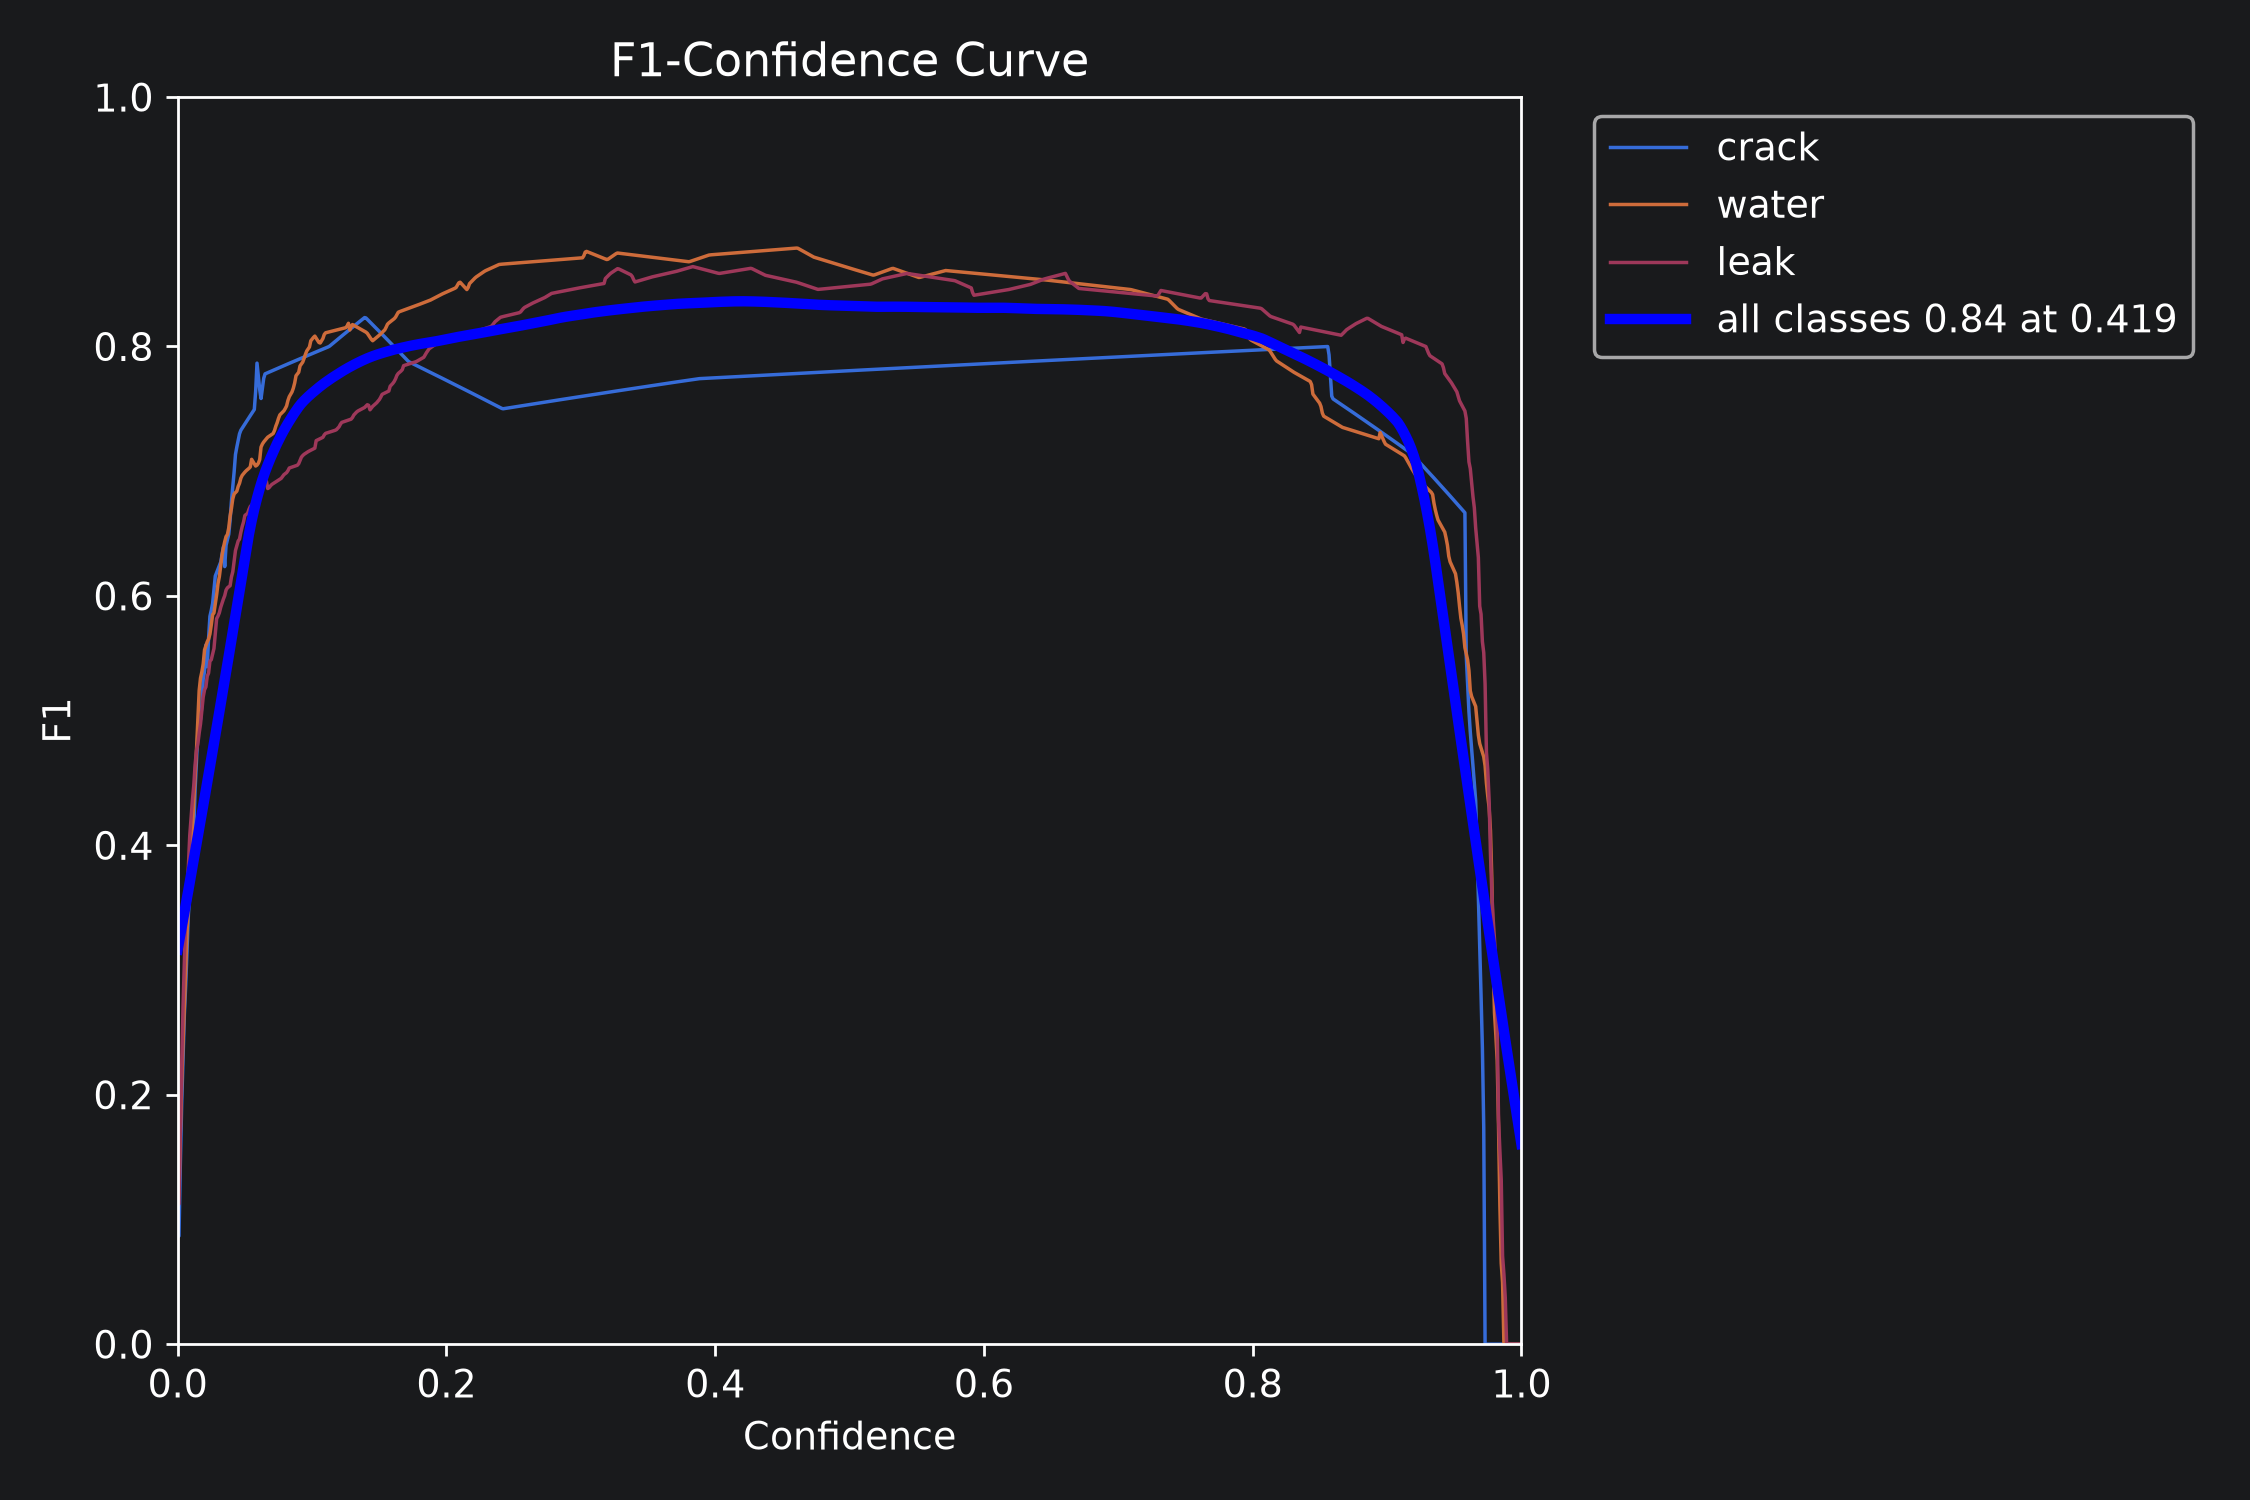 F1-Confidence Curve
1.0
0.8
0.6
0.4
0.2
0.0
F1
0.0 0.2 0.4 0.6 0.8 1.0
Confidence
crack
water
leak
all classes 0.84 at 0.419